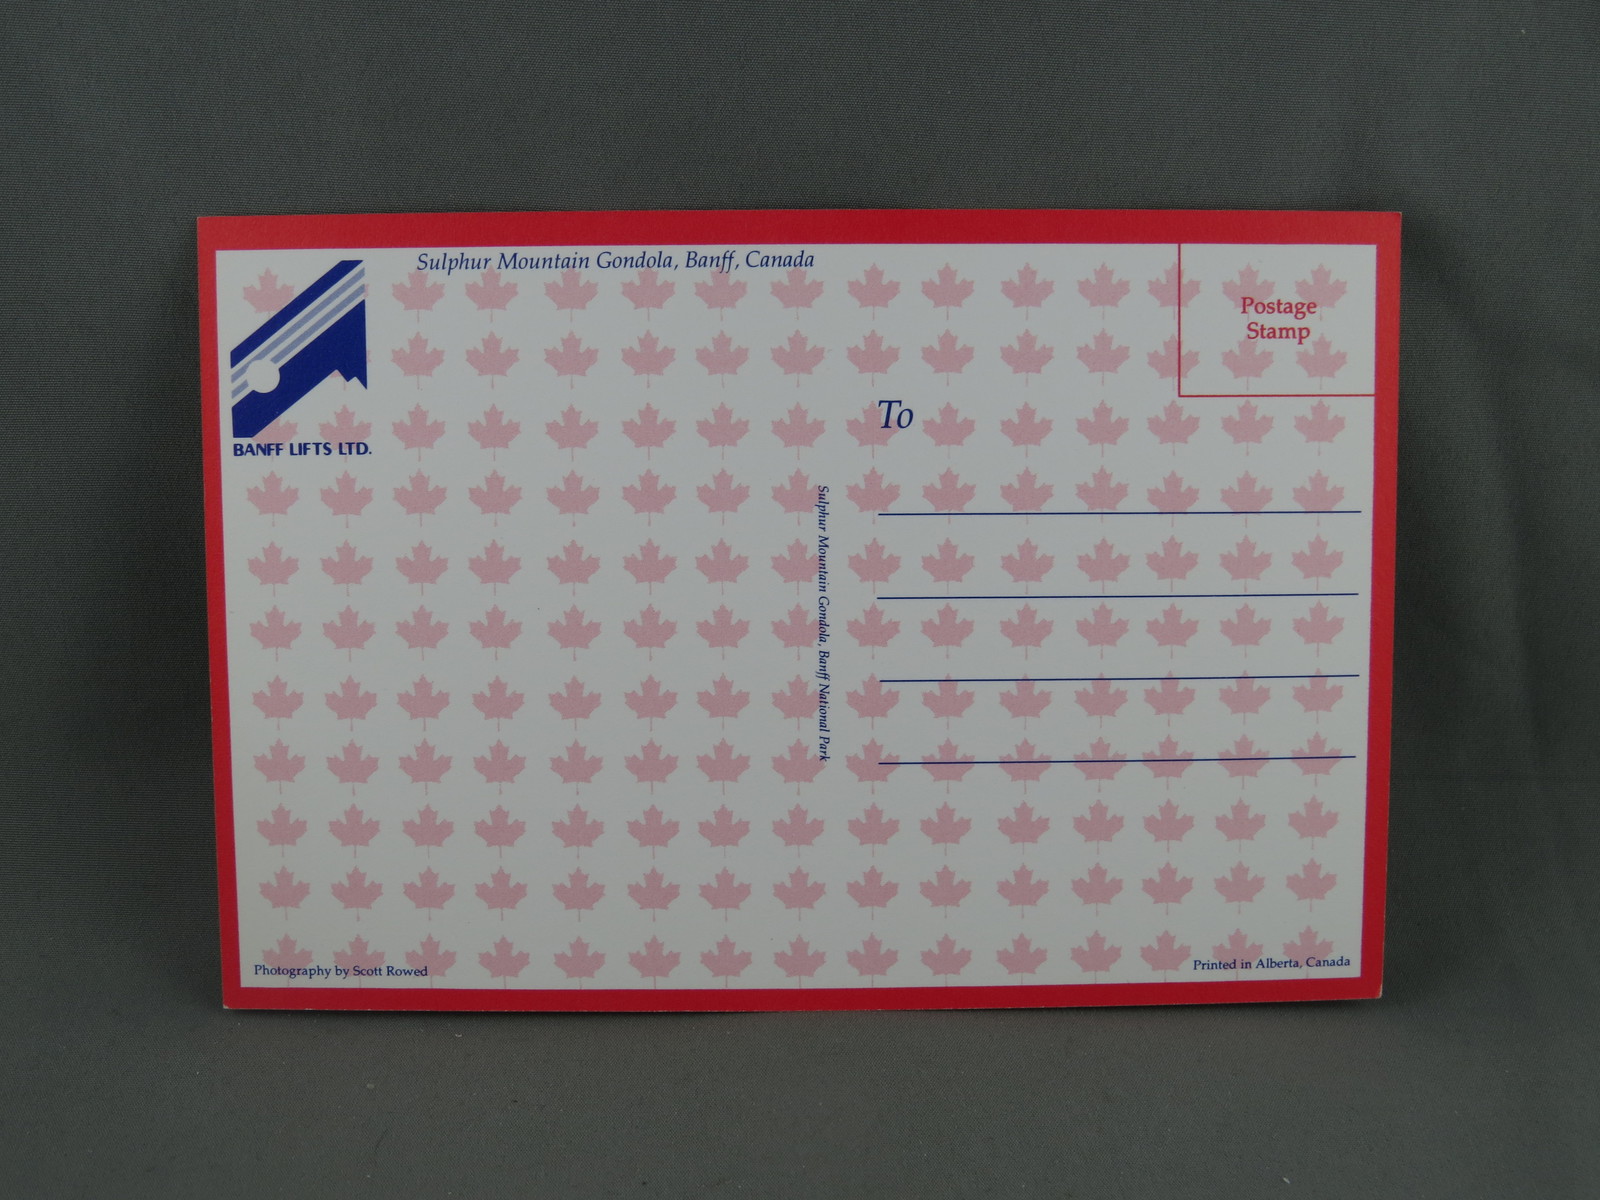 Sulphur Mountain Gondola, Banff, Canada
Postage
Stamp
BANFF LIFTS LTD.
To
Sulphur Mountain Gondola, Banff National Park
Photography by Scott Rowed
Printed in Alberta, Canada